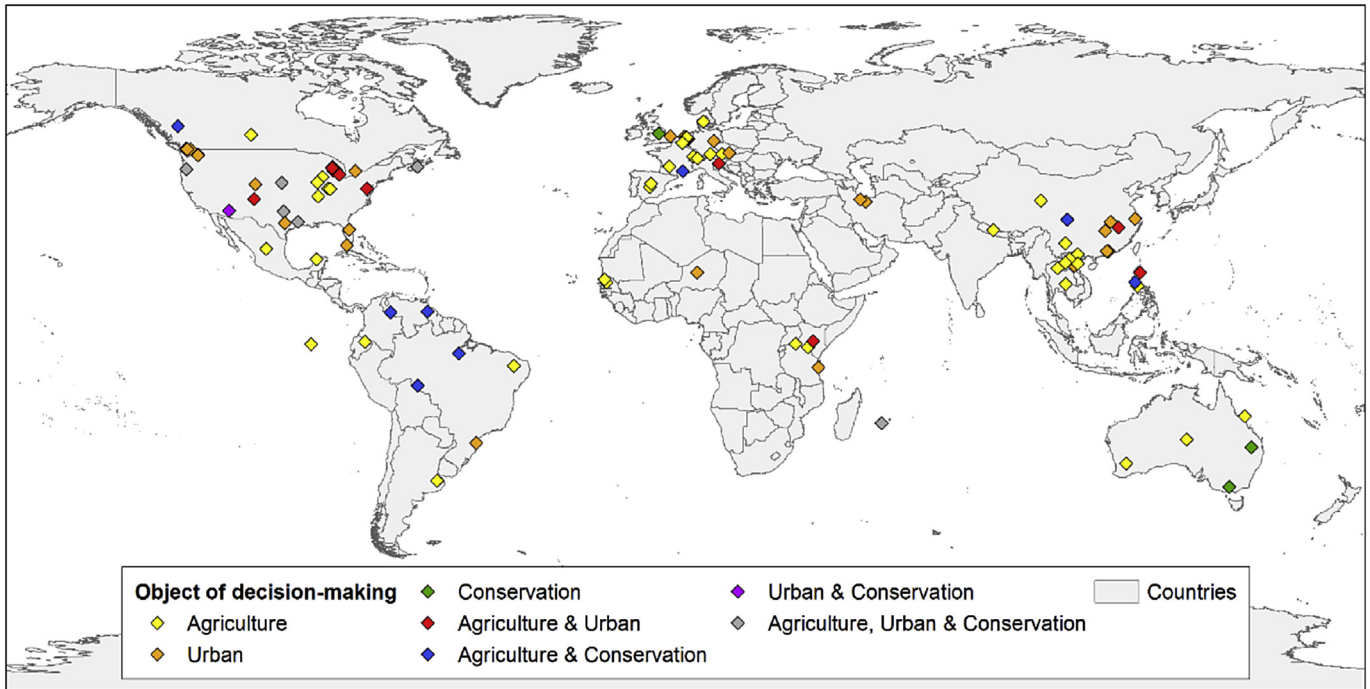 Object of decision-making
Agriculture
Urban
Conservation
Agriculture & Urban
Agriculture & Conservation
Urban & Conservation
Agriculture, Urban & Conservation
Countries